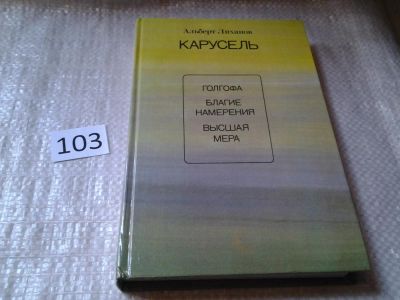 Альберт Лиханов
КАРУСЕЛЬ
ГОЛГОФА
БЛАГИЕ
НАМЕРЕНИЯ
ВЫСШАЯ
МЕРА
103